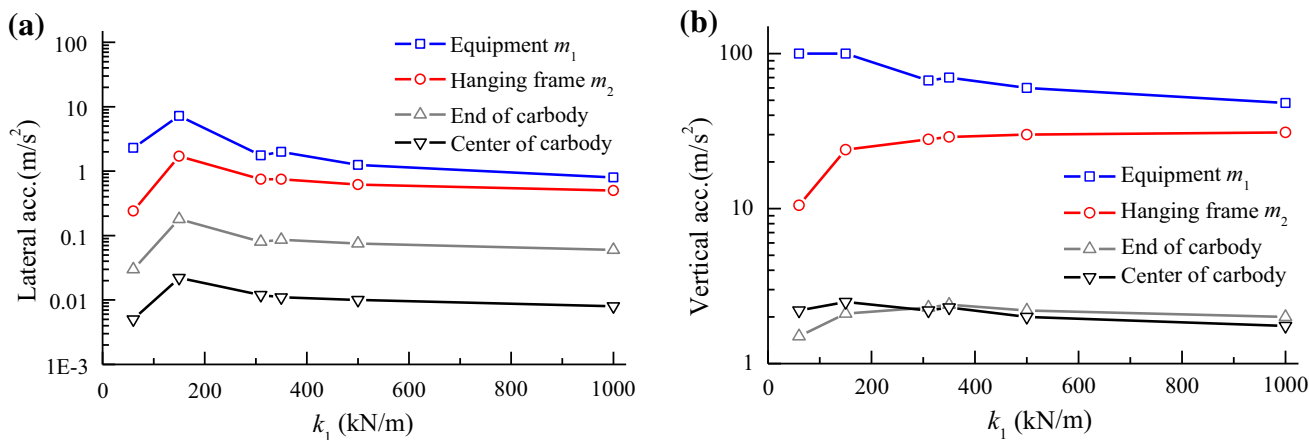 (a)
Lateral acc.(m/s²)
100
10
1
0.1
0.01
1E-3
0 200 400 600 800 1000
k₁ (kN/m)
Equipment m₁
Hanging frame m₂
End of carbody
Center of carbody
(b)
Vertical acc.(m/s²)
100
10
1
0 200 400 600 800 1000
k₁ (kN/m)
Equipment m₁
Hanging frame m₂
End of carbody
Center of carbody